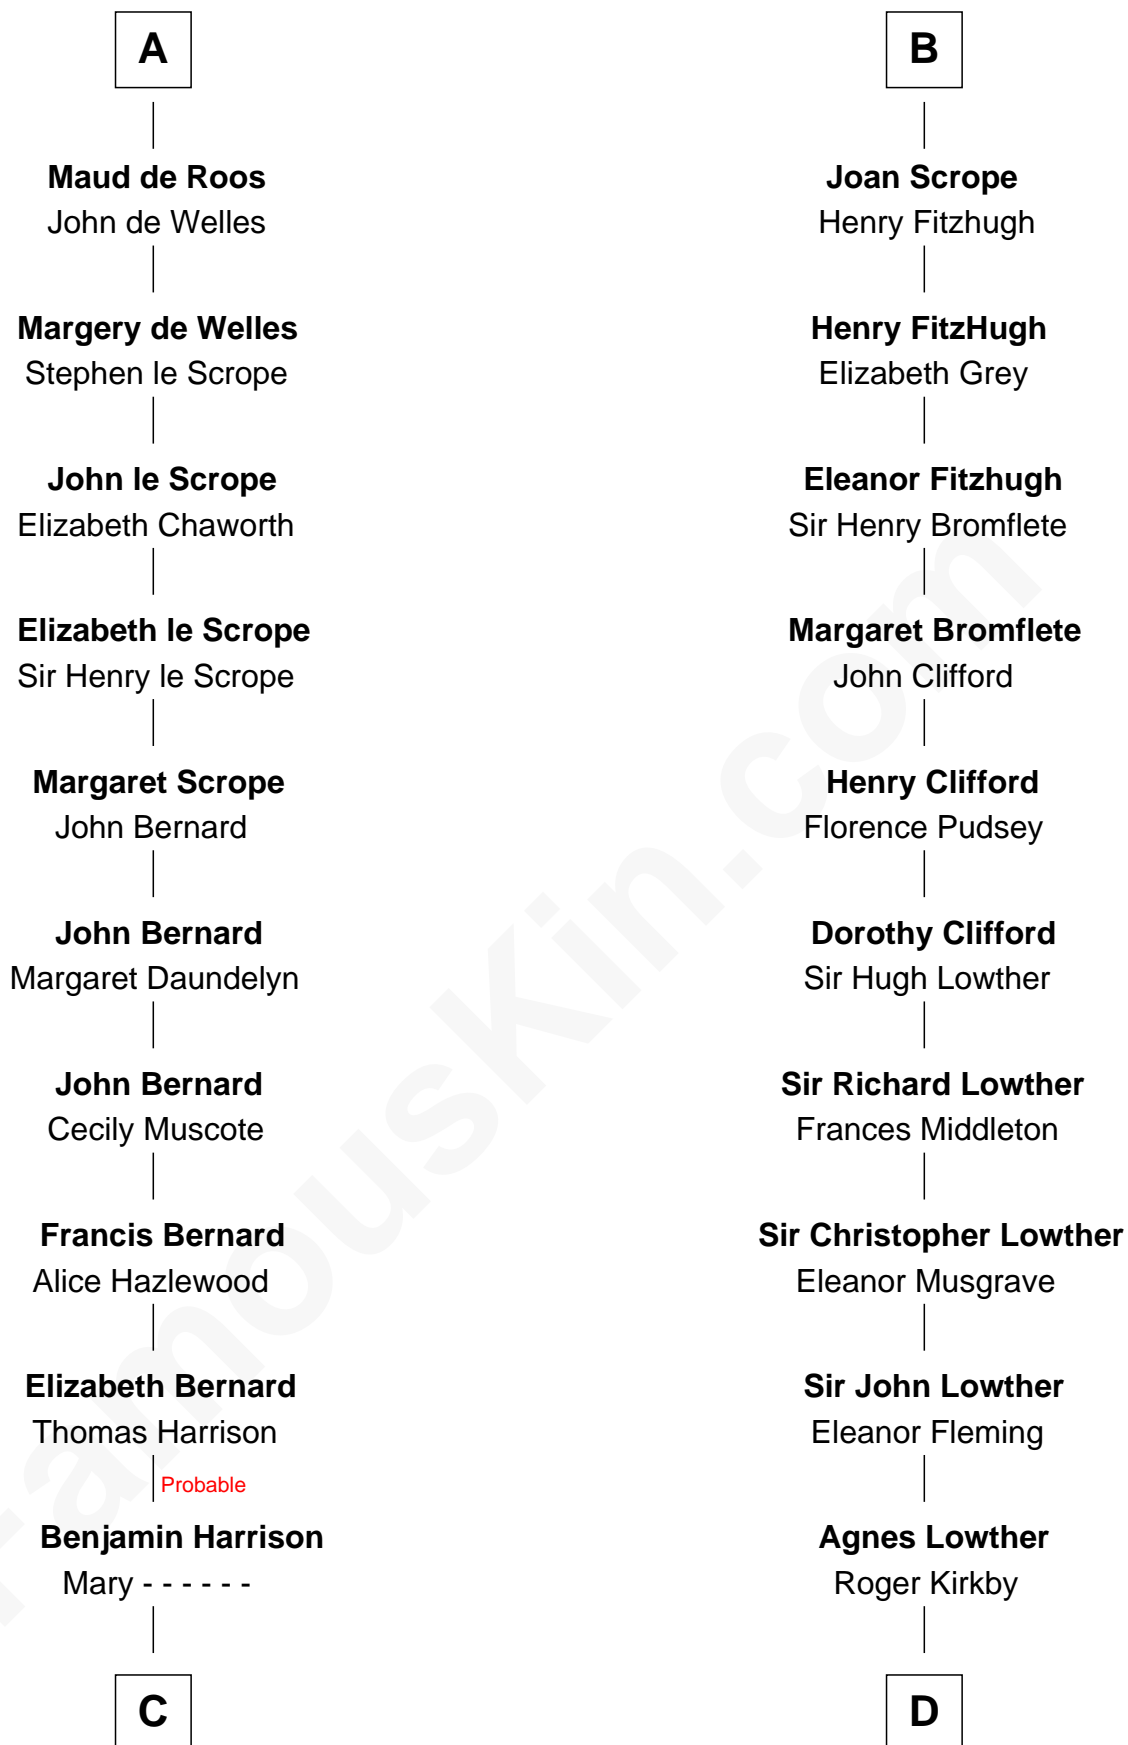 A
Maud de Roos
John de Welles
Margery de Welles
Stephen le Scrope
John le Scrope
Elizabeth Chaworth
Elizabeth le Scrope
Sir Henry le Scrope
Margaret Scrope
John Bernard
John Bernard
Margaret Daundelyn
John Bernard
Cecily Muscote
Francis Bernard
Alice Hazlewood
Elizabeth Bernard
Thomas Harrison
Probable
Benjamin Harrison
Mary - - - - - -
C
B
Joan Scrope
Henry Fitzhugh
Henry FitzHugh
Elizabeth Grey
Eleanor Fitzhugh
Sir Henry Bromflete
Margaret Bromflete
John Clifford
Henry Clifford
Florence Pudsey
Dorothy Clifford
Sir Hugh Lowther
Sir Richard Lowther
Frances Middleton
Sir Christopher Lowther
Eleanor Musgrave
Sir John Lowther
Eleanor Fleming
Agnes Lowther
Roger Kirkby
D
FamousKin.com